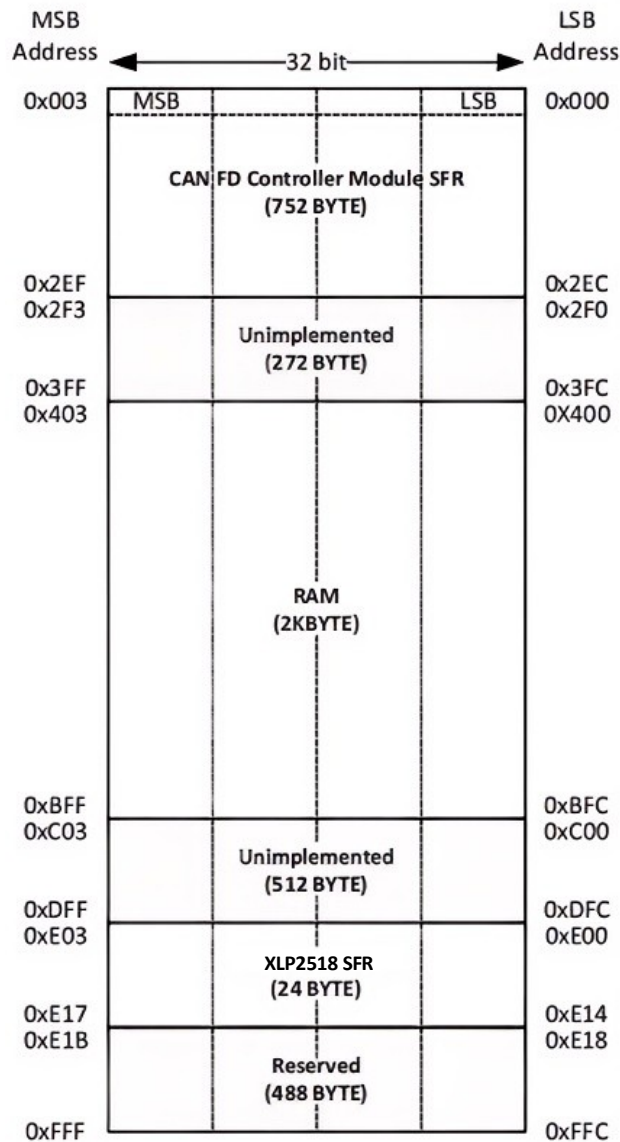 MSB Address
LSB Address
32 bit
0x003
MSB
LSB
0x000
CAN FD Controller Module SFR
(752 BYTE)
0x2EF
0x2EC
0x2F3
0x2F0
Unimplemented
(272 BYTE)
0x3FF
0x3FC
0x403
0X400
RAM
(2KBYTE)
0xBFF
0xBFC
0xC03
0xC00
Unimplemented
(512 BYTE)
0xDFF
0xDFC
0xE03
0xE00
XLP2518 SFR
(24 BYTE)
0xE17
0xE14
0xE1B
0xE18
Reserved
(488 BYTE)
0xFFF
0xFFC